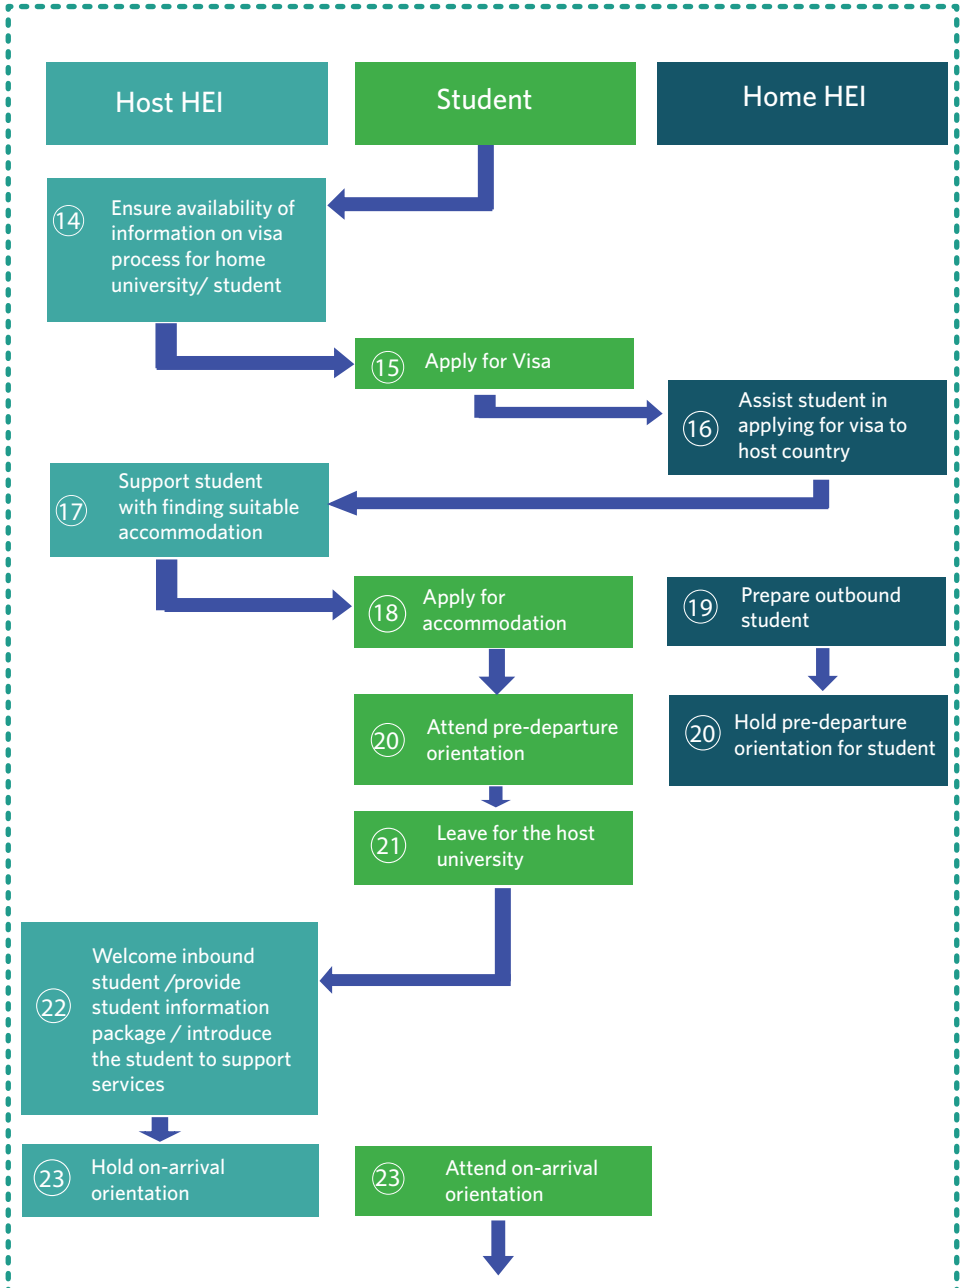 Host HEI
Student
Home HEI
14
Ensure availability of
information on visa
process for home
university/ student
15
Apply for Visa
16
Assist student in
applying for visa to
host country
17
Support student
with finding suitable
accommodation
18
Apply for
accommodation
19
Prepare outbound
student
20
Attend pre-departure
orientation
20
Hold pre-departure
orientation for student
21
Leave for the host
university
22
Welcome inbound
student /provide
student information
package / introduce
the student to support
services
23
Hold on-arrival
orientation
23
Attend on-arrival
orientation